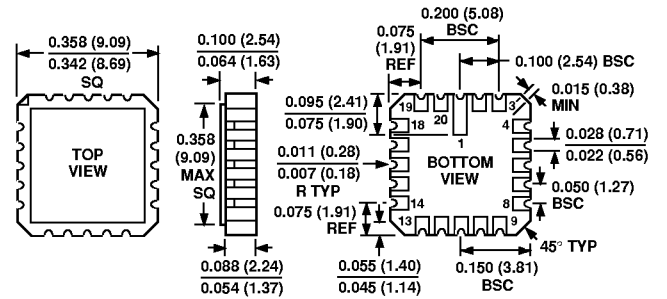 0.358 (9.09)
0.342 (8.69)
SQ
TOP
VIEW
0.100 (2.54)
0.064 (1.63)
0.358
(9.09)
MAX
SQ
0.088 (2.24)
0.054 (1.37)
0.075
(1.91)
REF
0.200 (5.08)
BSC
0.100 (2.54) BSC
0.015 (0.38)
MIN
0.095 (2.41)
0.075 (1.90)
19
20
3
18
4
1
0.028 (0.71)
0.022 (0.56)
0.011 (0.28)
0.007 (0.18)
R TYP
BOTTOM
VIEW
0.050 (1.27)
BSC
0.075 (1.91)
REF
14
8
13
9
45° TYP
0.055 (1.40)
0.045 (1.14)
0.150 (3.81)
BSC